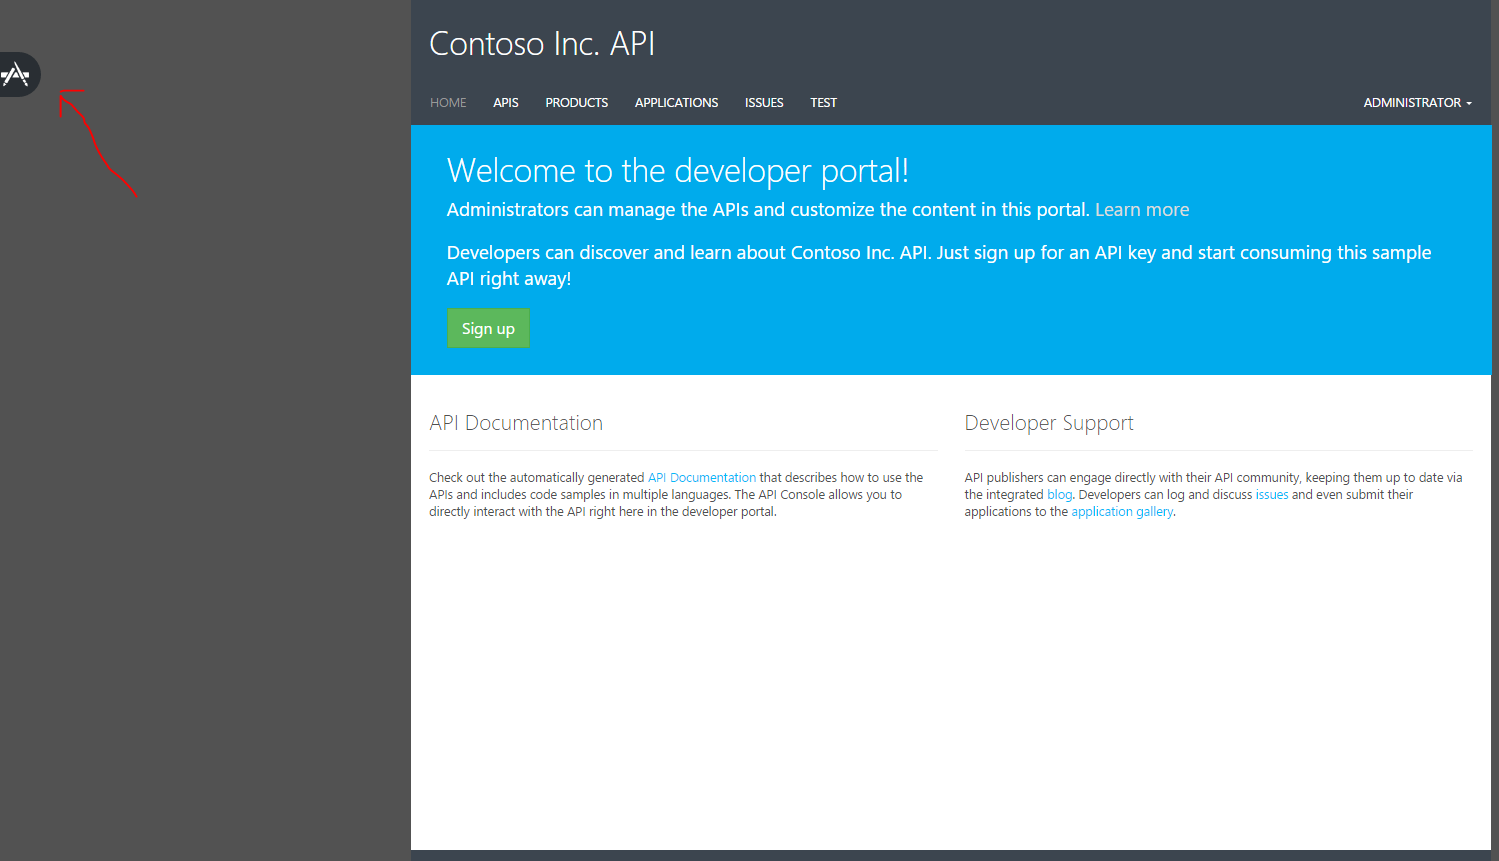 Contoso Inc. API
HOME APIS PRODUCTS APPLICATIONS ISSUES TEST ADMINISTRATOR
Welcome to the developer portal!
Administrators can manage the APIs and customize the content in this portal. Learn more
Developers can discover and learn about Contoso Inc. API. Just sign up for an API key and start consuming this sample
API right away!
Sign up
API Documentation
Check out the automatically generated API Documentation that describes how to use the
APIs and includes code samples in multiple languages. The API Console allows you to
directly interact with the API right here in the developer portal.
Developer Support
API publishers can engage directly with their API community, keeping them up to date via
the integrated blog. Developers can log and discuss issues and even submit their
applications to the application gallery.